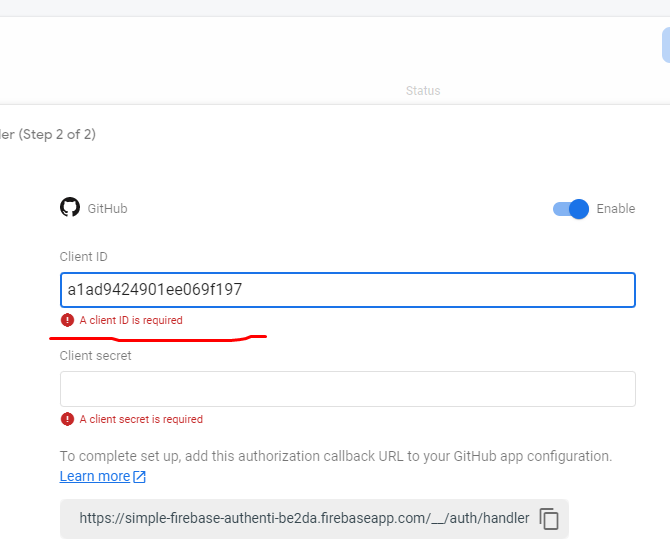 Status
ler (Step 2 of 2)
GitHub
Enable
Client ID
a1ad9424901ee069f197
A client ID is required
Client secret
A client secret is required
To complete set up, add this authorization callback URL to your GitHub app configuration.
Learn more
https://simple-firebase-authenti-be2da.firebaseapp.com/__/auth/handler